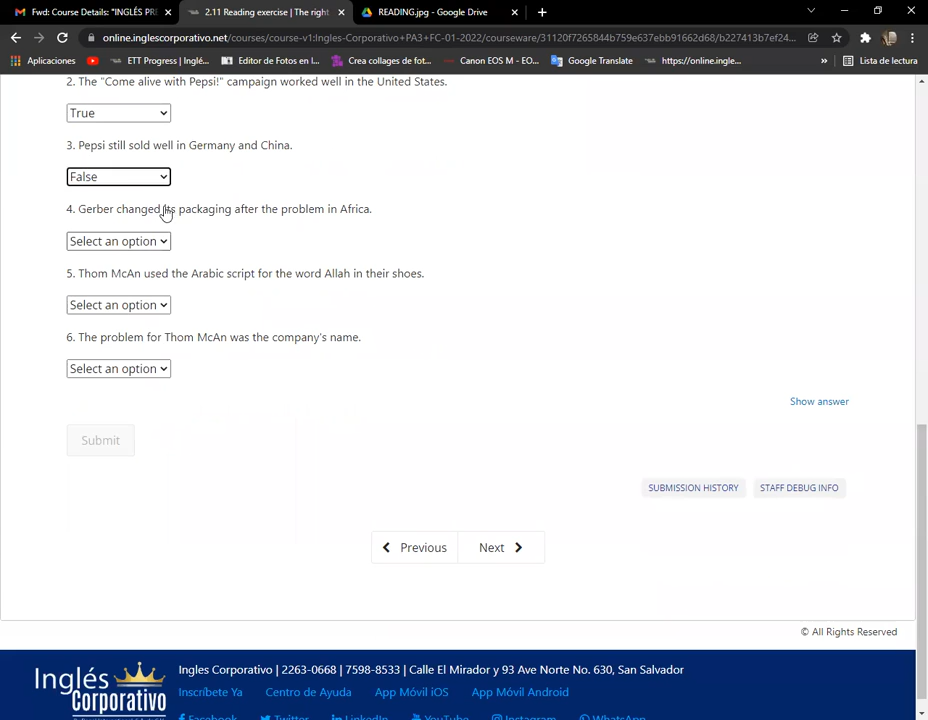 Fwd: Course Details: "INGLÉS PR
2.11 Reading exercise | The right
READING.jpg - Google Drive
online.inglescorporativo.net/courses/course-v1:Ingles-Corporativo+PA3+FC-01-2022/courseware/31120f7265844b759e637ebb91662d68/b227413b7ef24...
Aplicaciones
ETT Progress | Inglé...
Editor de Fotos en l...
Crea collages de fot...
Canon EOS M - EO...
Google Translate
https://online.ingle...
»
Lista de lectura
2. The "Come alive with Pepsi!" campaign worked well in the United States.
True
3. Pepsi still sold well in Germany and China.
False
4. Gerber changed its packaging after the problem in Africa.
Select an option
5. Thom McAn used the Arabic script for the word Allah in their shoes.
Select an option
6. The problem for Thom McAn was the company's name.
Select an option
Show answer
Submit
SUBMISSION HISTORY
STAFF DEBUG INFO
Previous
Next
© All Rights Reserved
Inglés
Corporativo
Ingles Corporativo | 2263-0668 | 7598-8533 | Calle El Mirador y 93 Ave Norte No. 630, San Salvador
Inscríbete Ya
Centro de Ayuda
App Móvil iOS
App Móvil Android
Facebook
Twitter
LinkedIn
YouTube
Instagram
WhatsApp